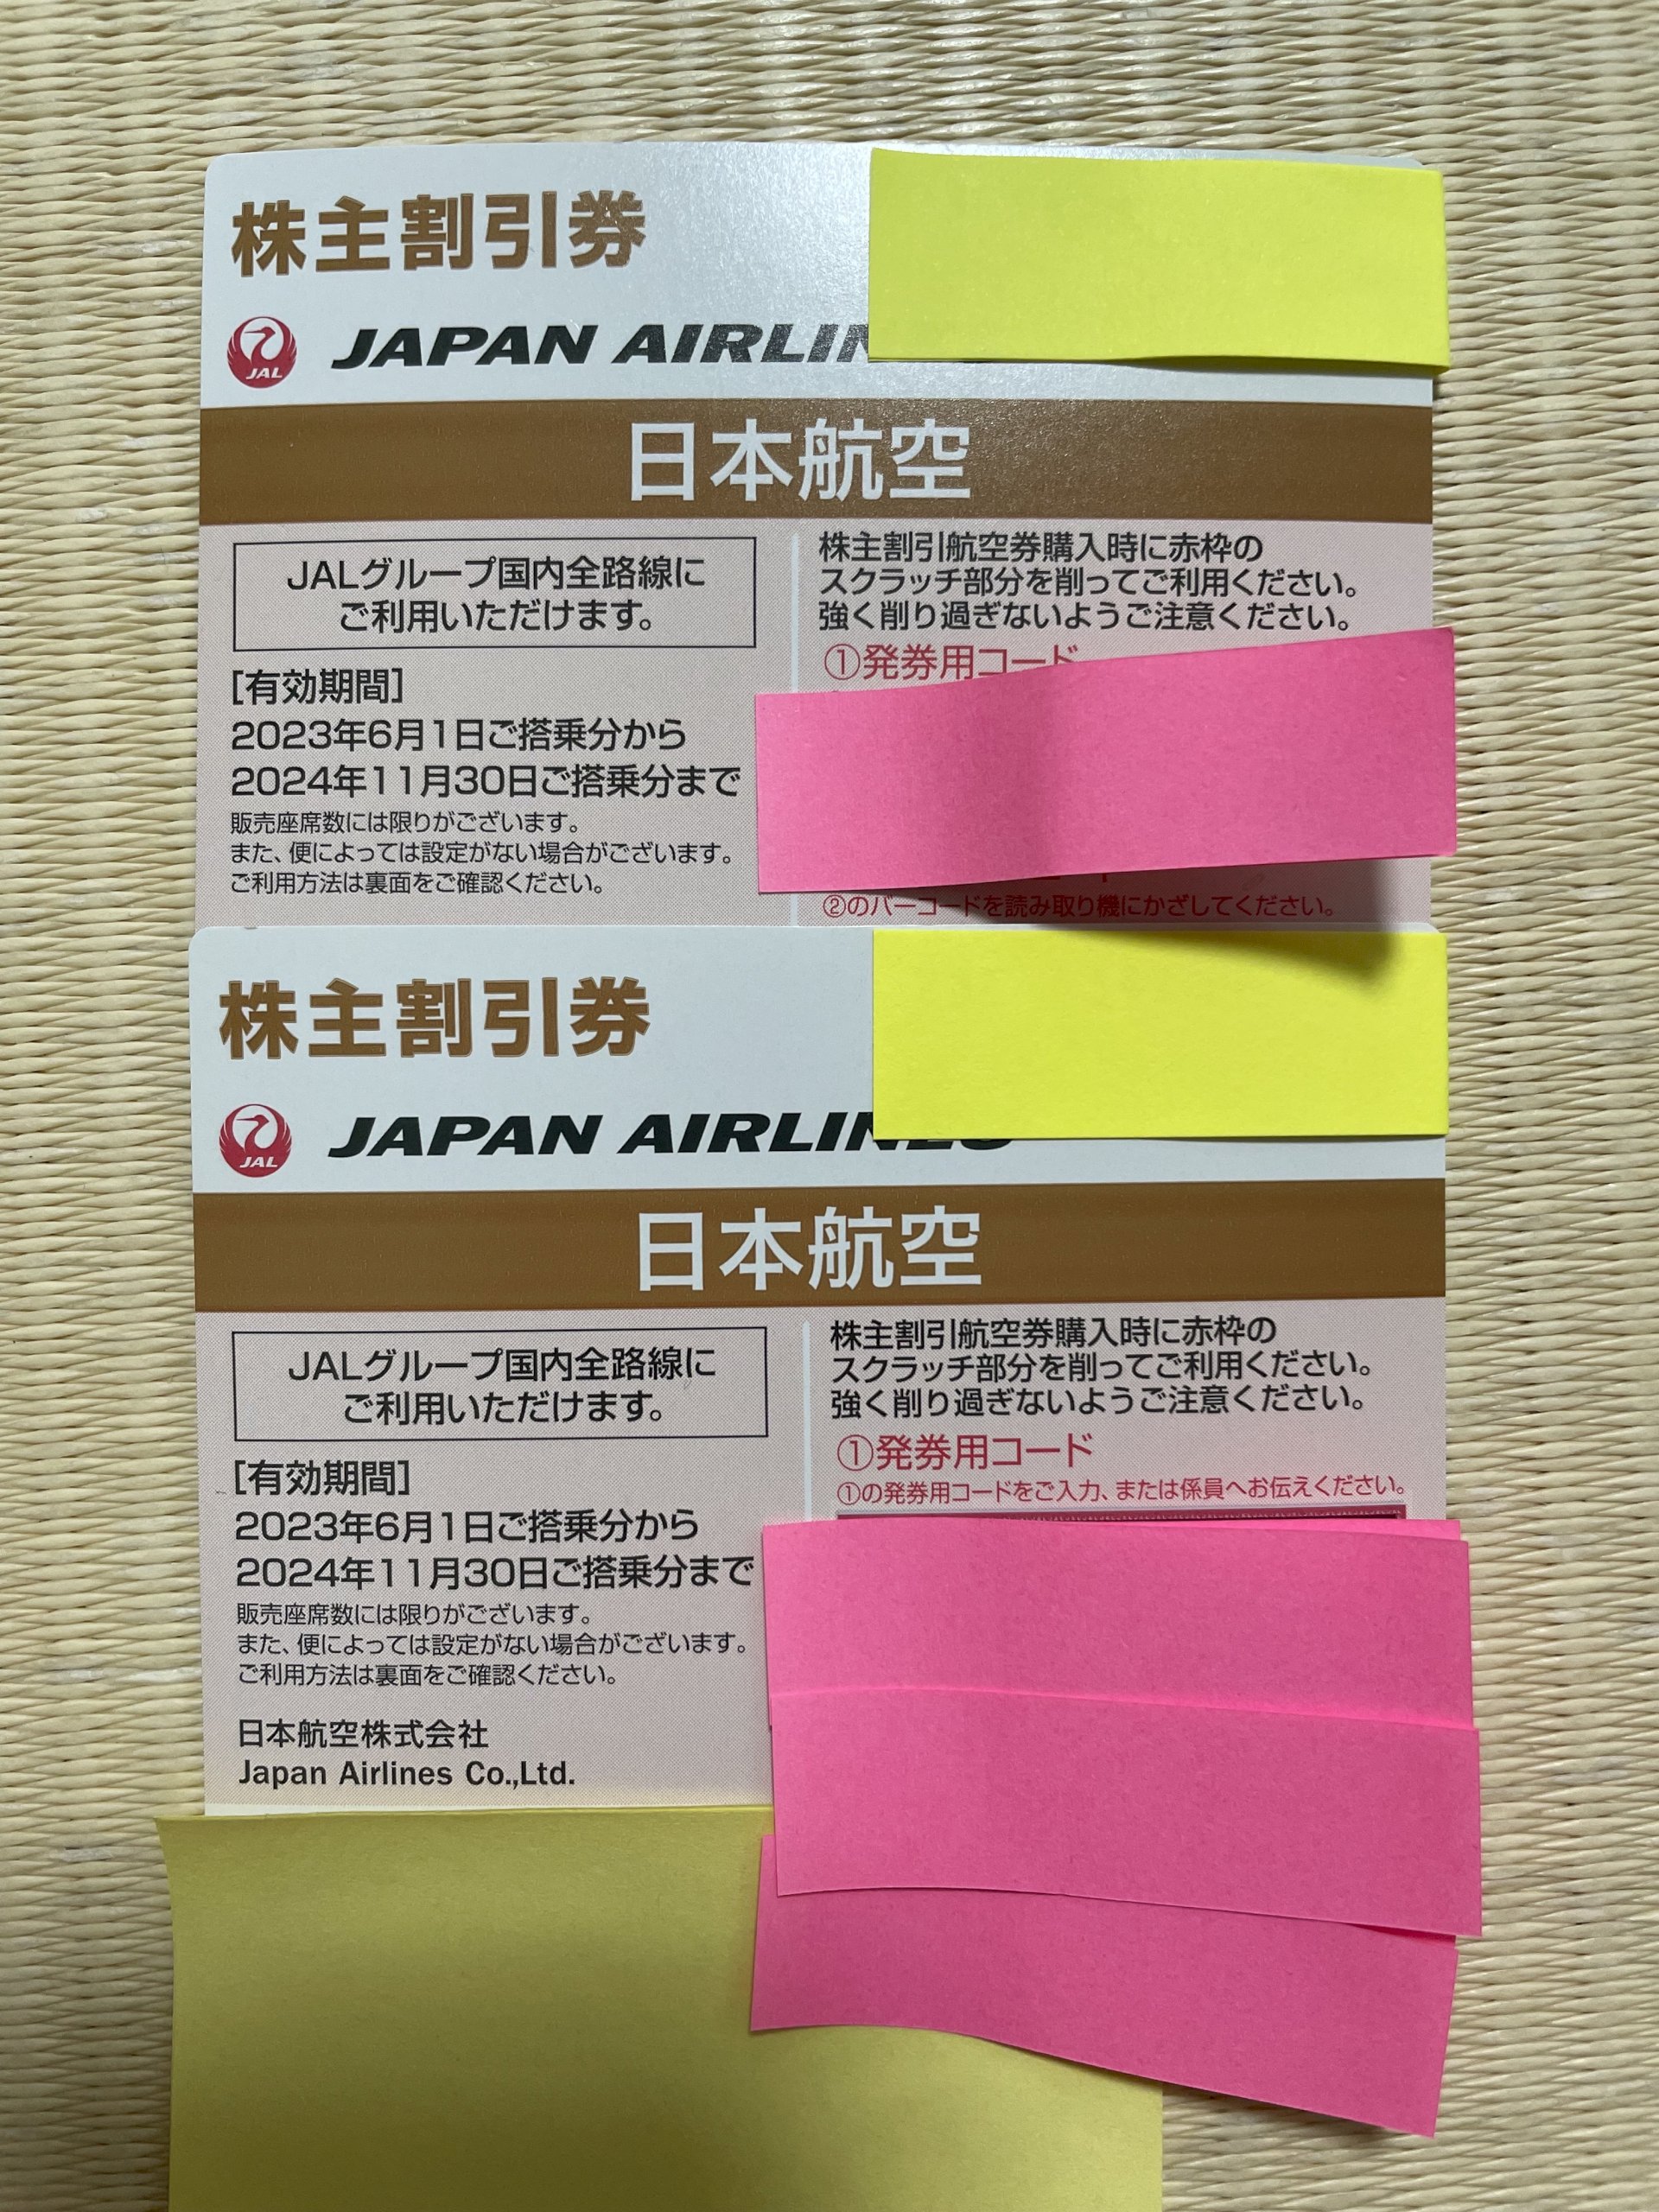 株主割引券
JAL JAPAN
日本航空
JALグループ国内全路線に
ご利用いただけます。
[有効期間]
2023年6月1日ご搭乗分から
2024年11月30日ご搭乗分まで
販売座席数には限りがございます。
また、便によっては設定がない場合がございます。
ご利用方法は裏面をご確認ください。
株主割引航空券購入時に赤枠の
スクラッチ部分を削ってご利用ください。
強く削り過ぎないようご注意ください。
①発券用コード
②のバーコードを読み取り機にかざしてください。
株主割引券
JAL JAPAN AIRLINES
日本航空
JALグループ国内全路線に
ご利用いただけます。
[有効期間]
2023年6月1日ご搭乗分から
2024年11月30日ご搭乗分まで
販売座席数には限りがございます。
また、便によっては設定がない場合がございます。
ご利用方法は裏面をご確認ください。
日本航空株式会社
Japan Airlines Co.,Ltd.
株主割引航空券購入時に赤枠の
スクラッチ部分を削ってご利用ください。
強く削り過ぎないようご注意ください。
①発券用コード
①の発券用コードをご入力、または係員へお伝えください。